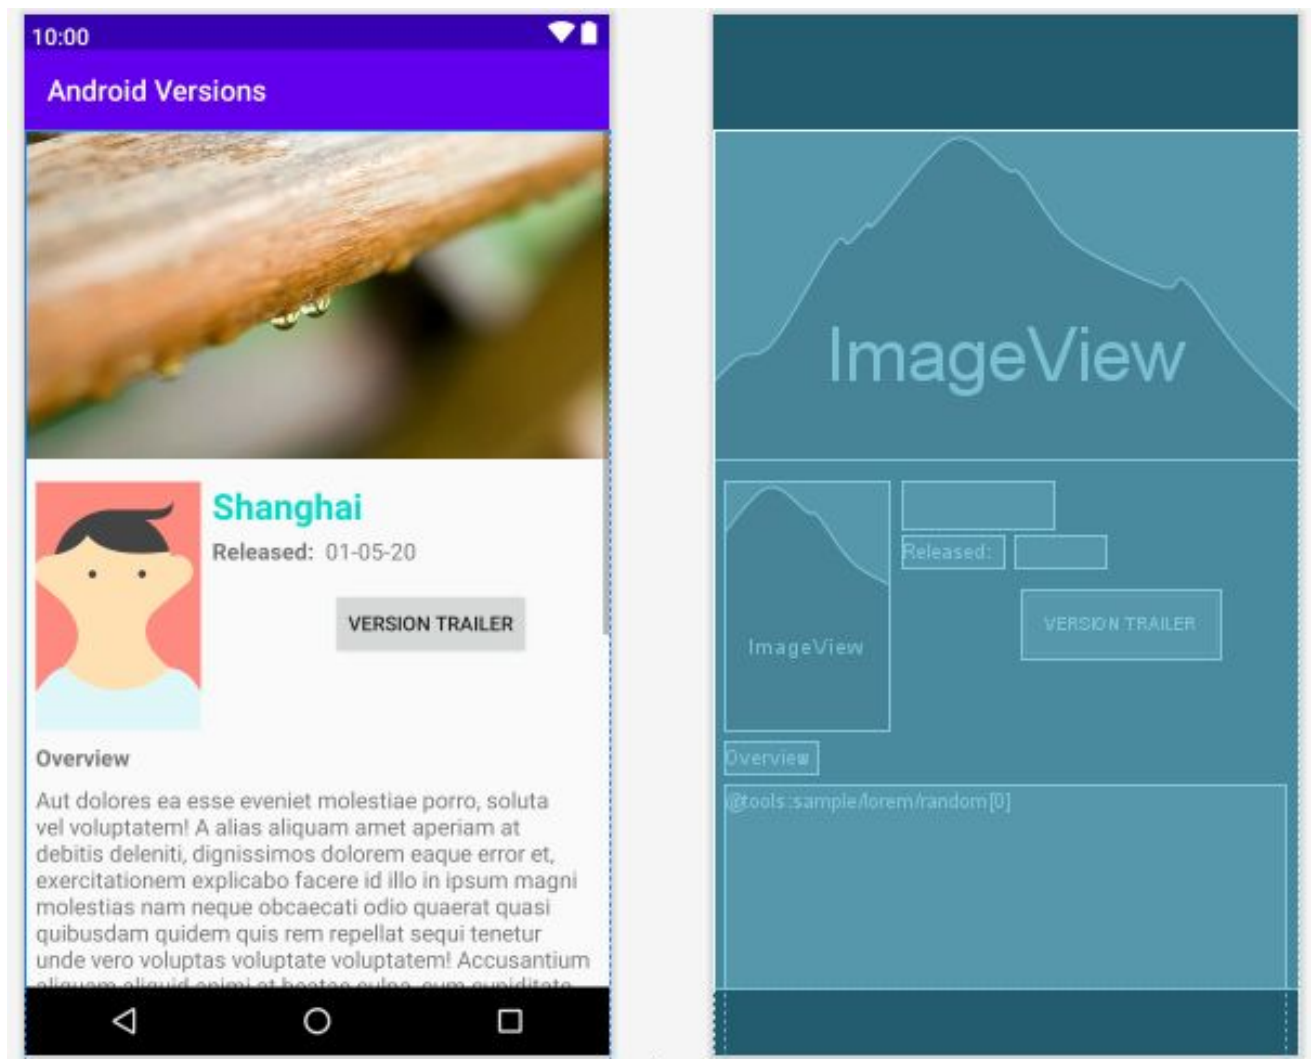 10:00
Android Versions
Shanghai
Released: 01-05-20
VERSION TRAILER
Overview
Aut dolores ea esse eveniet molestiae porro, soluta
vel voluptatem! A alias aliquam amet aperiam at
debitis deleniti, dignissimos dolorem eaque error et,
exercitationem explicabo facere id illo in ipsum magni
molestias nam neque obcaecati odio quaerat quasi
quibusdam quidem quis rem repellat sequi tenetur
unde vero voluptas voluptate voluptatem! Accusantium
ImageView
Released:
VERSION TRAILER
ImageView
Overview
@tools:sample/lorem/random[0]